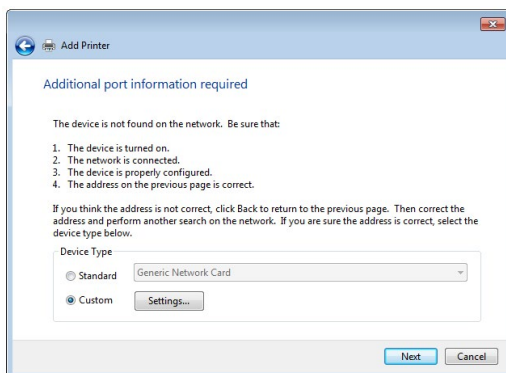 Add Printer
Additional port information required
The device is not found on the network. Be sure that:
1. The device is turned on.
2. The network is connected.
3. The device is properly configured.
4. The address on the previous page is correct.
If you think the address is not correct, click Back to return to the previous page. Then correct the
address and perform another search on the network. If you are sure the address is correct, select the
device type below.
Device Type
Standard Generic Network Card
Custom Settings...
Next Cancel